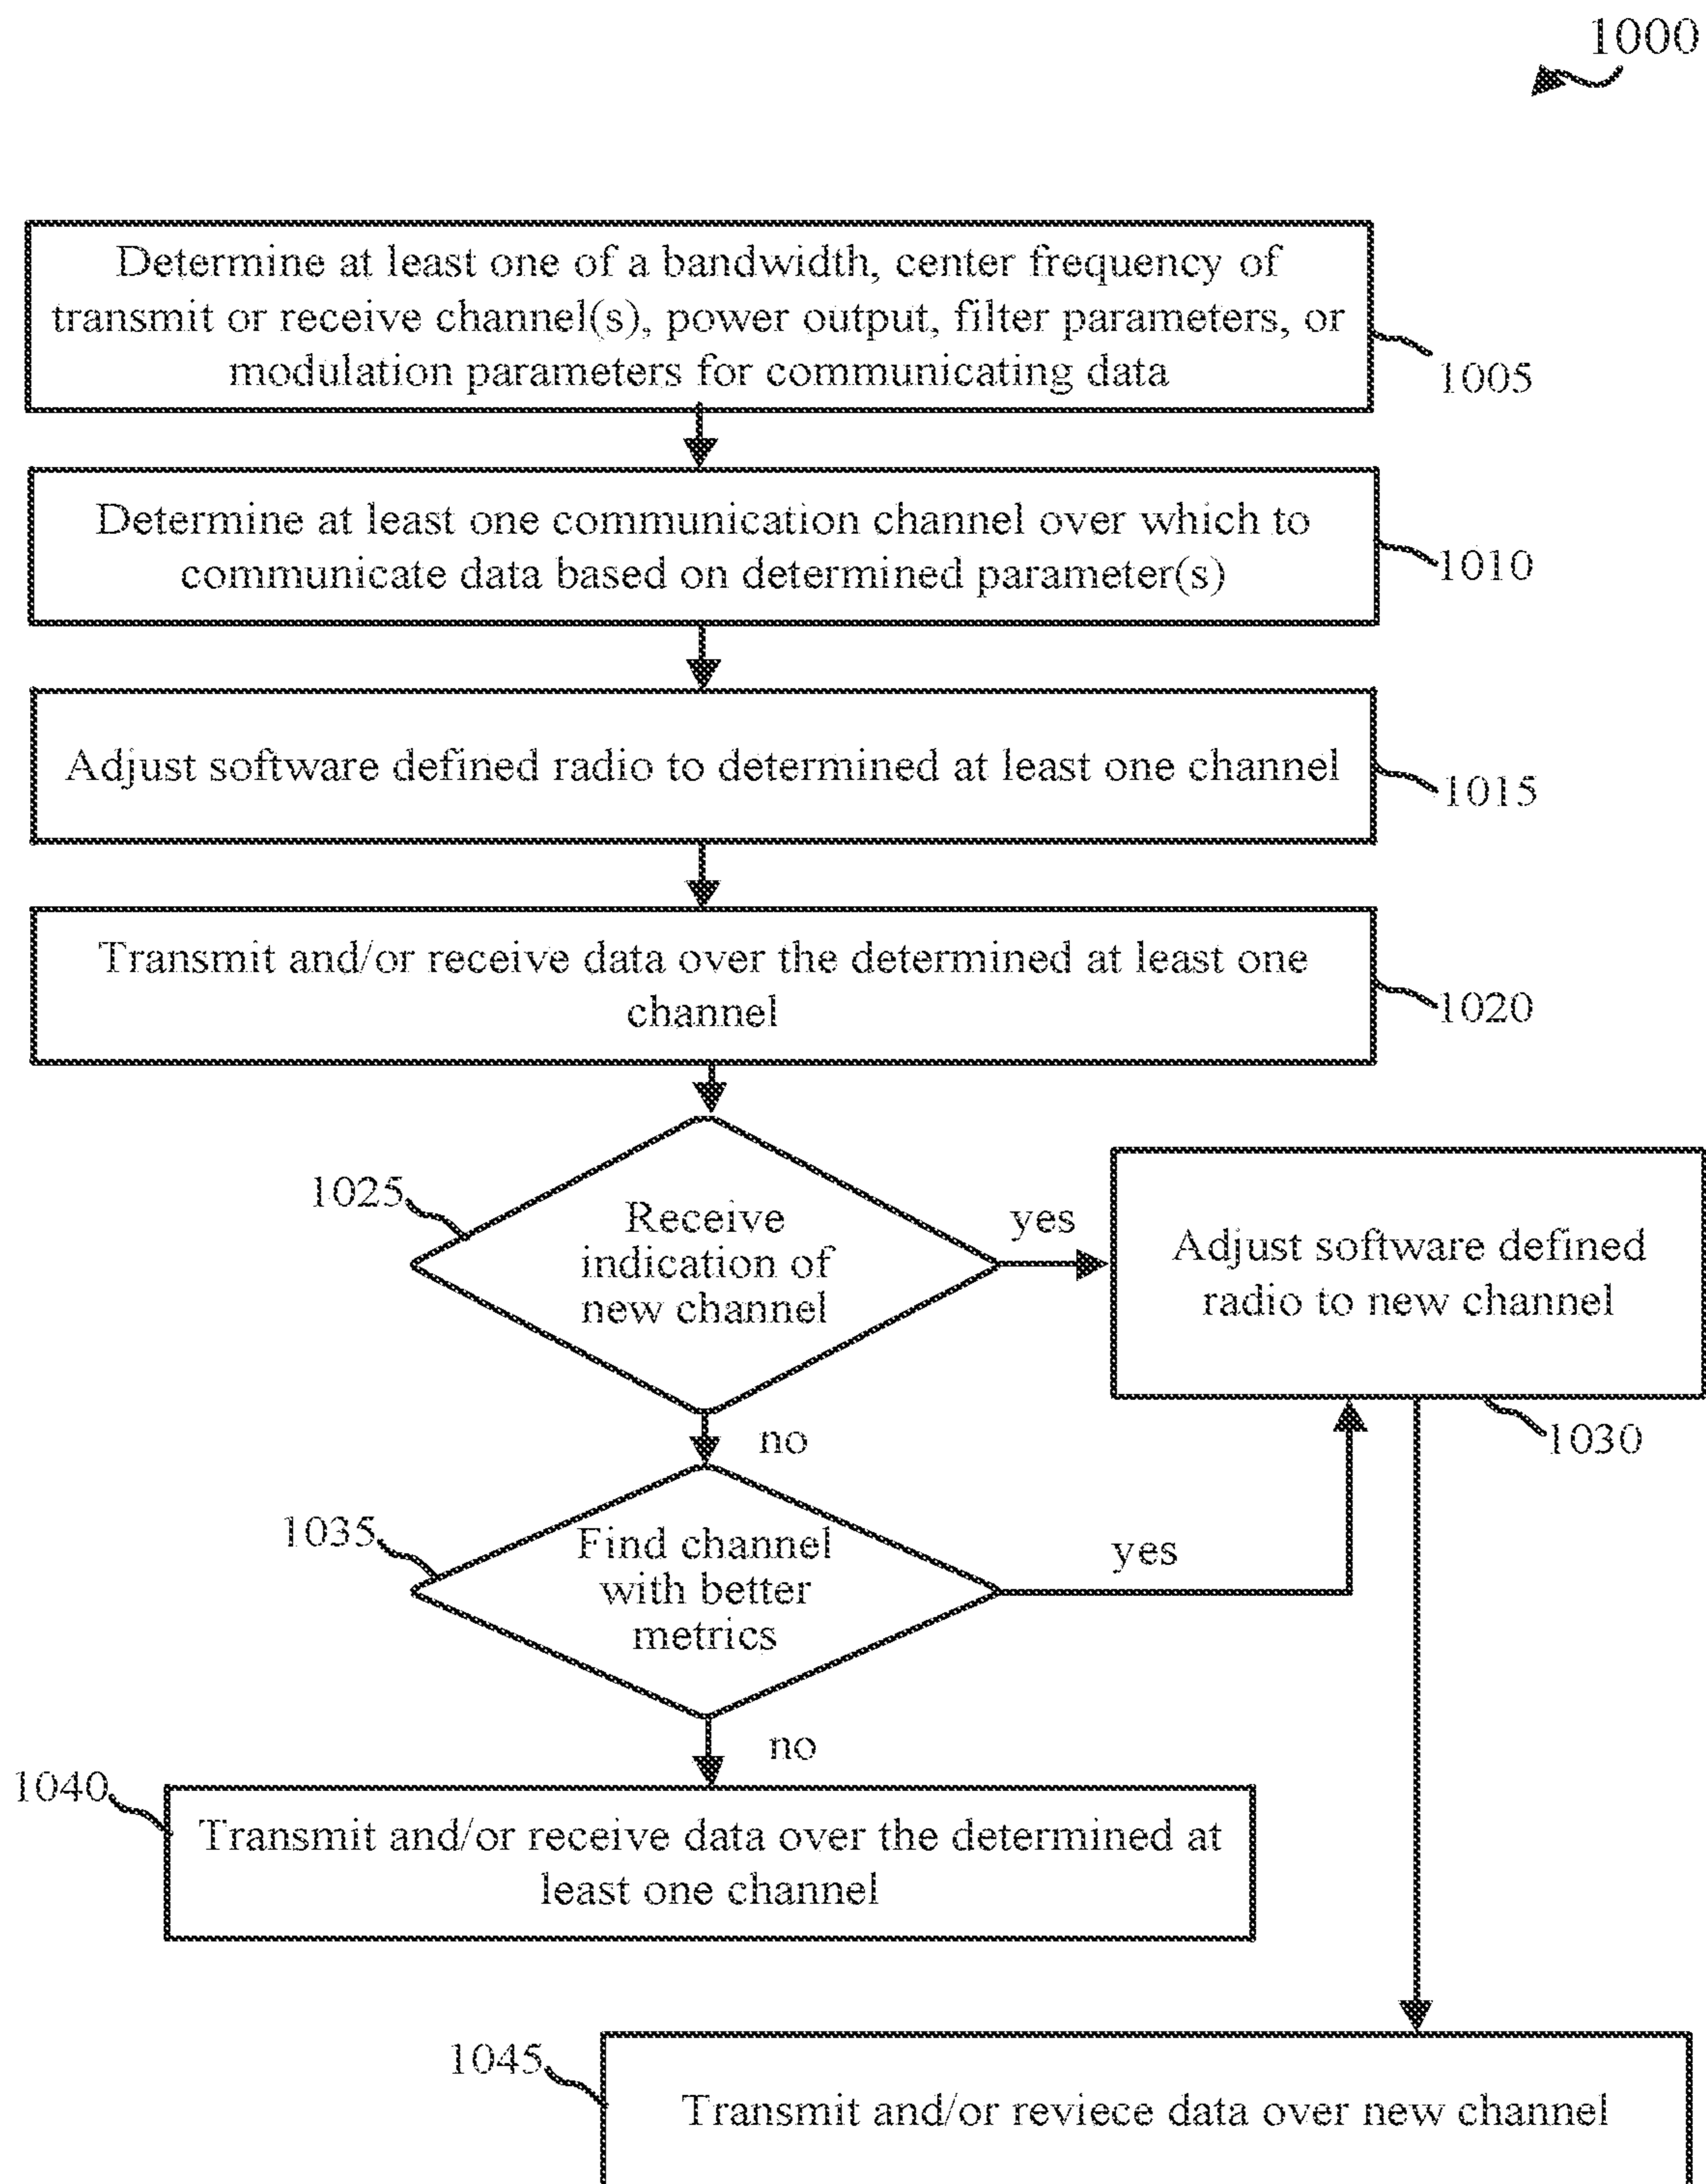 1000
Determine at least one of a bandwidth, center frequency of
transmit or receive channel(s), power output, filter parameters, or
modulation parameters for communicating data
1005
Determine at least one communication channel over which to
communicate data based on determined parameter(s)
1010
Adjust software defined radio to determined at least one channel
1015
Transmit and/or receive data over the determined at least one
channel
1020
1025
Receive
indication of
new channel
yes
Adjust software defined
radio to new channel
1030
no
1035
Find channel
with better
metrics
yes
no
1040
Transmit and/or receive data over the determined at
least one channel
1045
Transmit and/or reviece data over new channel